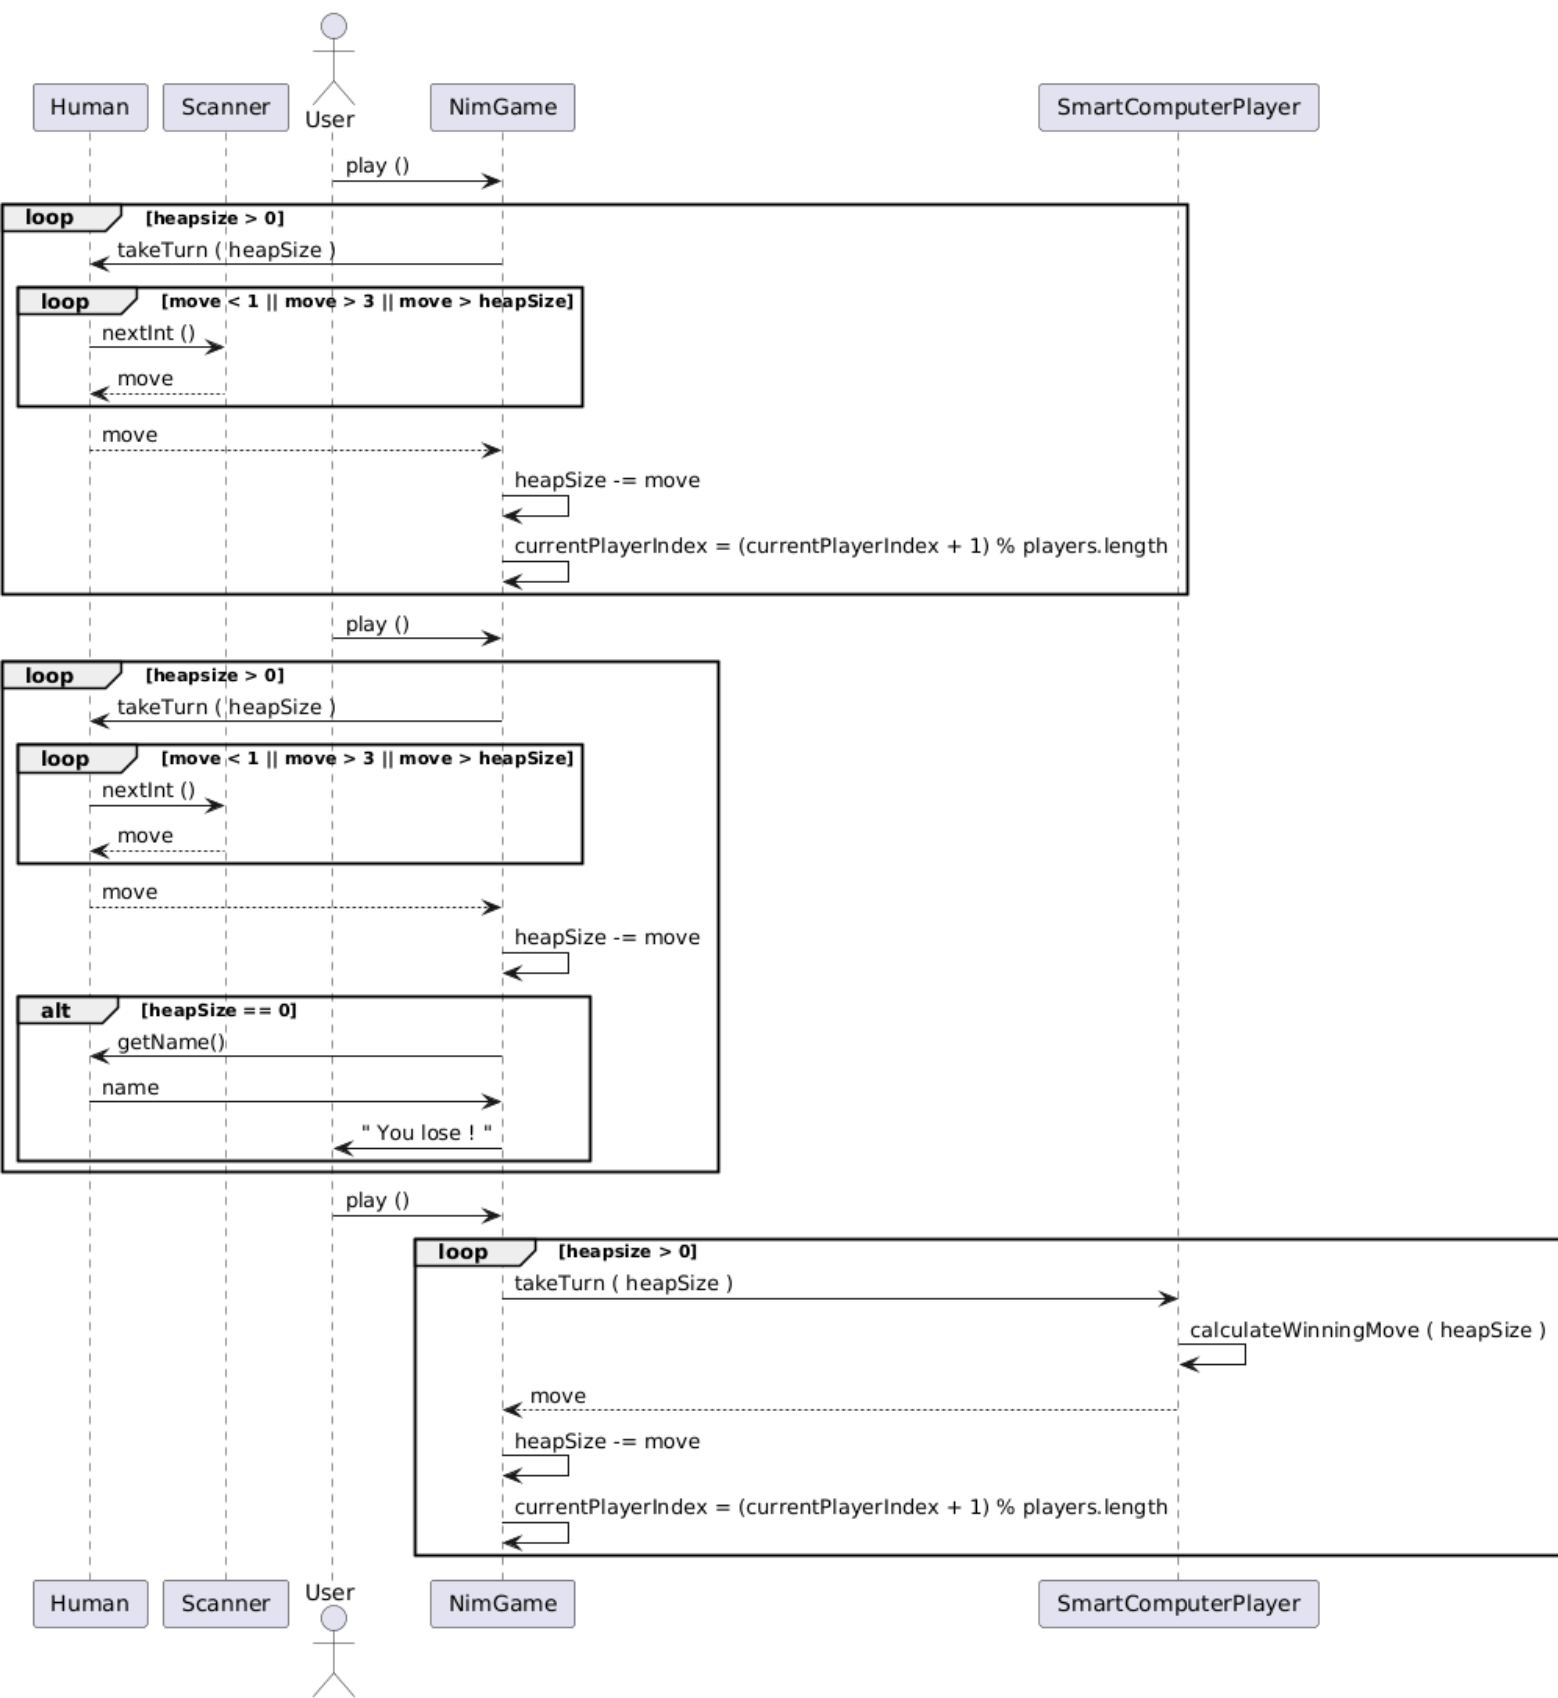 User
Human
Scanner
NimGame
SmartComputerPlayer
play ()
loop [heapsize > 0]
takeTurn ( heapSize )
loop [move < 1 || move > 3 || move > heapSize]
nextInt ()
move
move
heapSize -= move
currentPlayerIndex = (currentPlayerIndex + 1) % players.length
play ()
loop [heapsize > 0]
takeTurn ( heapSize )
loop [move < 1 || move > 3 || move > heapSize]
nextInt ()
move
move
heapSize -= move
alt [heapSize == 0]
getName()
name
" You lose ! "
play ()
loop [heapsize > 0]
takeTurn ( heapSize )
calculateWinningMove ( heapSize )
move
heapSize -= move
currentPlayerIndex = (currentPlayerIndex + 1) % players.length
Human
Scanner
User
NimGame
SmartComputerPlayer